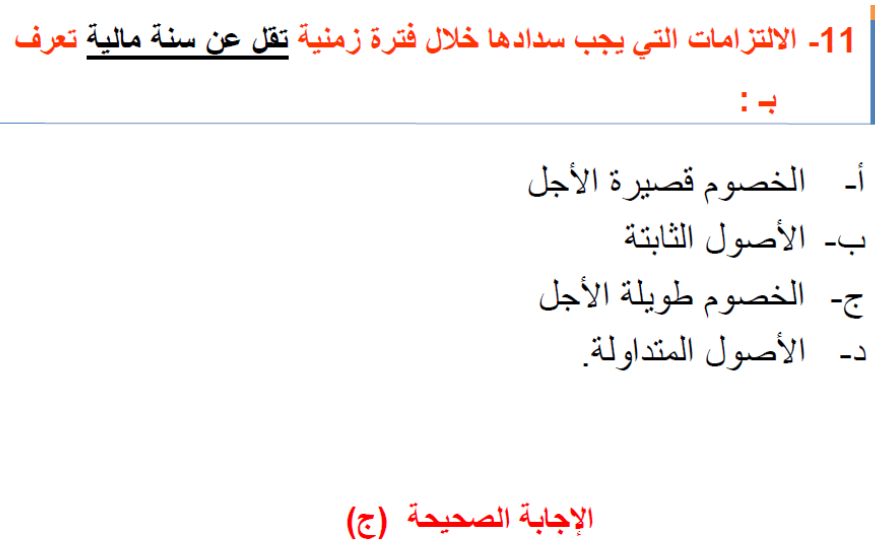 11- الالتزامات التي يجب سدادها خلال فترة زمنية تقل عن سنة مالية تعرف
بـ :
أ- الخصوم قصيرة الأجل
ب- الأصول الثابتة
ج- الخصوم طويلة الأجل
د- الأصول المتداولة.
الإجابة الصحيحة (ج)